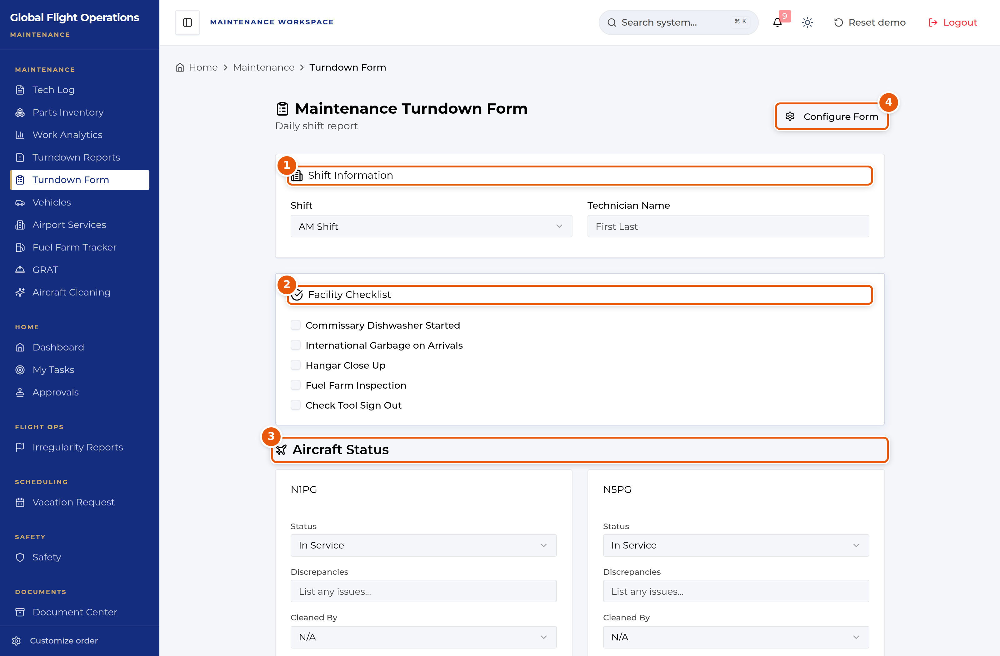 Global Flight Operations
MAINTENANCE
MAINTENANCE
Tech Log
Parts Inventory
Work Analytics
Turndown Reports
Turndown Form
Vehicles
Airport Services
Fuel Farm Tracker
GRAT
Aircraft Cleaning
HOME
Dashboard
My Tasks
Approvals
FLIGHT OPS
Irregularity Reports
SCHEDULING
Vacation Request
SAFETY
Safety
DOCUMENTS
Document Center
Customize order
MAINTENANCE WORKSPACE
Search system... ⌘ K
9
Reset demo
Logout
Home > Maintenance > Turndown Form
Maintenance Turndown Form
Daily shift report
4
Configure Form
1
Shift Information
Shift
AM Shift
Technician Name
First Last
2
Facility Checklist
Commissary Dishwasher Started
International Garbage on Arrivals
Hangar Close Up
Fuel Farm Inspection
Check Tool Sign Out
3
Aircraft Status
N1PG
Status
In Service
Discrepancies
List any issues...
Cleaned By
N/A
N5PG
Status
In Service
Discrepancies
List any issues...
Cleaned By
N/A